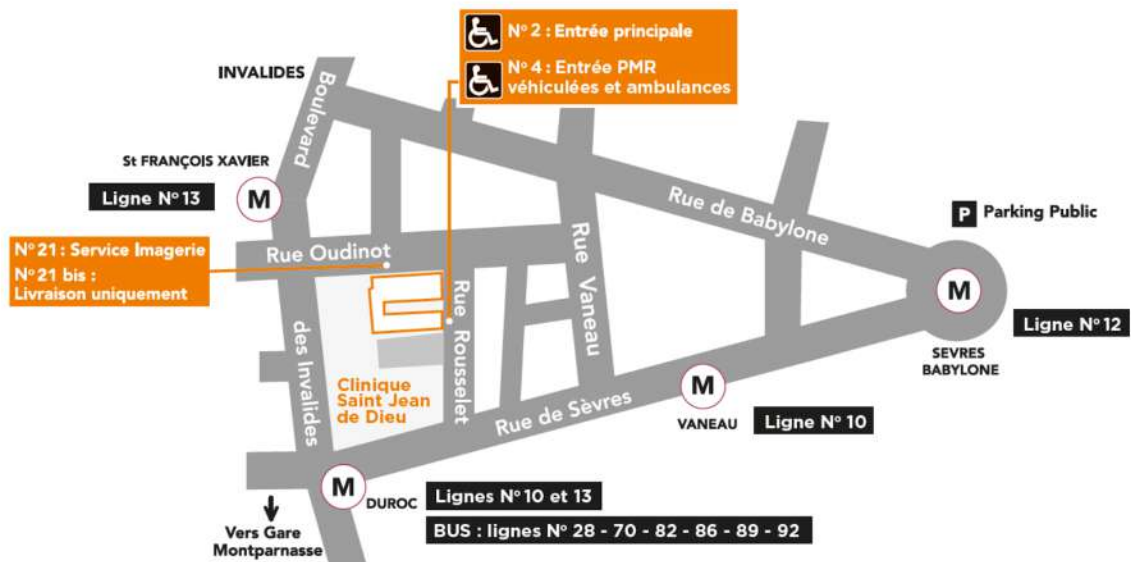 N° 2 : Entrée principale
N° 4 : Entrée PMR
véhiculées et ambulances
INVALIDES
Boulevard
St FRANÇOIS XAVIER
M
Ligne N° 13
Rue de Babylone
P Parking Public
N° 21 : Service Imagerie
N° 21 bis :
Livraison uniquement
Rue Oudinot
Rue Vaneau
Rue Rousselet
des Invalides
M
Ligne N° 12
SEVRES
BABYLONE
Clinique
Saint Jean
de Dieu
Rue de Sèvres
M
VANEAU
Ligne N° 10
M
DUROC
Lignes N° 10 et 13
BUS : lignes N° 28 - 70 - 82 - 86 - 89 - 92
Vers Gare
Montparnasse